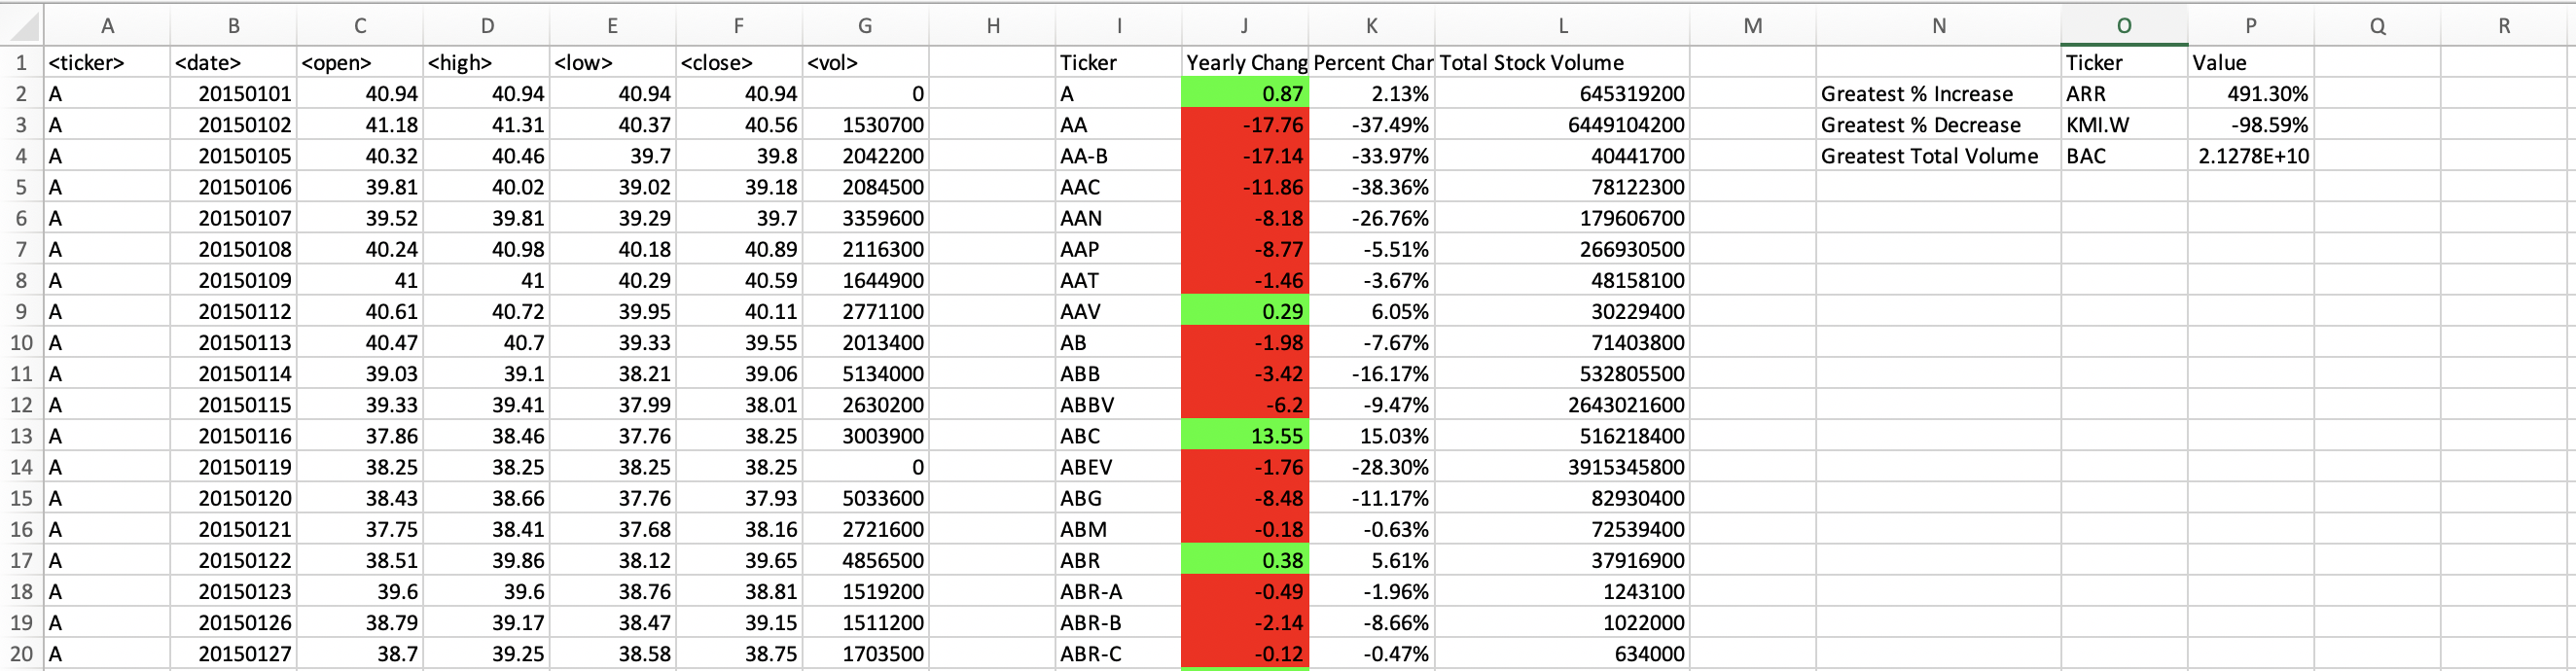 A B C D E F G H I J K L M N O P Q R
1 <ticker> <date> <open> <high> <low> <close> <vol> Ticker Yearly Chang Percent Char Total Stock Volume Ticker Value
2 A 20150101 40.94 40.94 40.94 40.94 0 A 0.87 2.13% 645319200 Greatest % Increase ARR 491.30%
3 A 20150102 41.18 41.31 40.37 40.56 1530700 AA -17.76 -37.49% 6449104200 Greatest % Decrease KMI.W -98.59%
4 A 20150105 40.32 40.46 39.7 39.8 2042200 AA-B -17.14 -33.97% 40441700 Greatest Total Volume BAC 2.1278E+10
5 A 20150106 39.81 40.02 39.02 39.18 2084500 AAC -11.86 -38.36% 78122300
6 A 20150107 39.52 39.81 39.29 39.7 3359600 AAN -8.18 -26.76% 179606700
7 A 20150108 40.24 40.98 40.18 40.89 2116300 AAP -8.77 -5.51% 266930500
8 A 20150109 41 41 40.29 40.59 1644900 AAT -1.46 -3.67% 48158100
9 A 20150112 40.61 40.72 39.95 40.11 2771100 AAV 0.29 6.05% 30229400
10 A 20150113 40.47 40.7 39.33 39.55 2013400 AB -1.98 -7.67% 71403800
11 A 20150114 39.03 39.1 38.21 39.06 5134000 ABB -3.42 -16.17% 532805500
12 A 20150115 39.33 39.41 37.99 38.01 2630200 ABBV -6.2 -9.47% 2643021600
13 A 20150116 37.86 38.46 37.76 38.25 3003900 ABC 13.55 15.03% 516218400
14 A 20150119 38.25 38.25 38.25 38.25 0 ABEV -1.76 -28.30% 3915345800
15 A 20150120 38.43 38.66 37.76 37.93 5033600 ABG -8.48 -11.17% 82930400
16 A 20150121 37.75 38.41 37.68 38.16 2721600 ABM -0.18 -0.63% 72539400
17 A 20150122 38.51 39.86 38.12 39.65 4856500 ABR 0.38 5.61% 37916900
18 A 20150123 39.6 39.6 38.76 38.81 1519200 ABR-A -0.49 -1.96% 1243100
19 A 20150126 38.79 39.17 38.47 39.15 1511200 ABR-B -2.14 -8.66% 1022000
20 A 20150127 38.7 39.25 38.58 38.75 1703500 ABR-C -0.12 -0.47% 634000